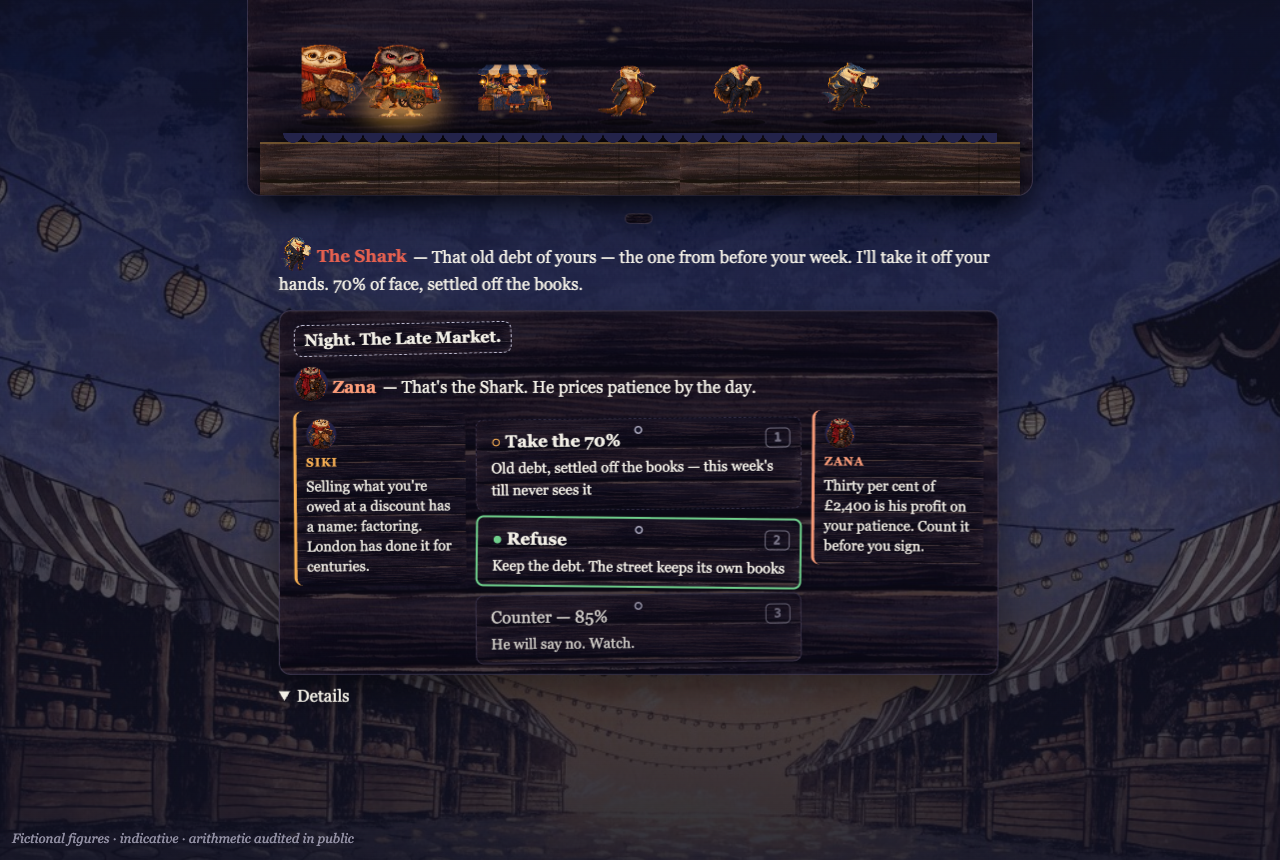 The Shark — That old debt of yours — the one from before your week. I'll take it off your
hands. 70% of face, settled off the books.
Night. The Late Market.
Zana — That's the Shark. He prices patience by the day.
SIKI
Selling what you're
owed at a discount has
a name: factoring.
London has done it for
centuries.
Take the 70%
1
Old debt, settled off the books — this week's
till never sees it
Refuse
2
Keep the debt. The street keeps its own books
Counter — 85%
3
He will say no. Watch.
ZANA
Thirty per cent of
£2,400 is his profit on
your patience. Count it
before you sign.
▼ Details
Fictional figures · indicative · arithmetic audited in public